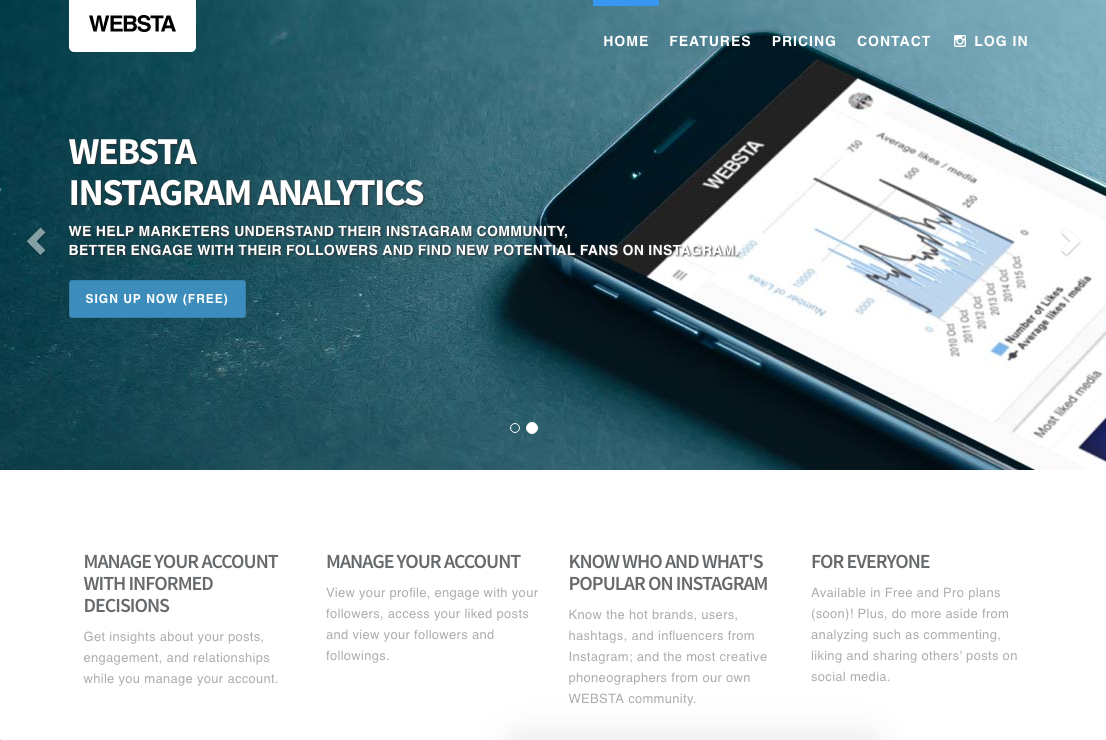 WEBSTA
HOME FEATURES PRICING CONTACT LOG IN
WEBSTA
INSTAGRAM ANALYTICS
WE HELP MARKETERS UNDERSTAND THEIR INSTAGRAM COMMUNITY,
BETTER ENGAGE WITH THEIR FOLLOWERS AND FIND NEW POTENTIAL FANS ON INSTAGRAM.
SIGN UP NOW (FREE)
WEBSTA
Average likes / media
750
500
250
0
Number of Likes
10000
5000
0
2010 Oct
2011 Oct
2012 Oct
2013 Oct
2014 Oct
2015 Oct
Number of Likes
Average likes / media
Most liked media
MANAGE YOUR ACCOUNT
WITH INFORMED
DECISIONS
Get insights about your posts,
engagement, and relationships
while you manage your account.
MANAGE YOUR ACCOUNT
View your profile, engage with your
followers, access your liked posts
and view your followers and
followings.
KNOW WHO AND WHAT'S
POPULAR ON INSTAGRAM
Know the hot brands, users,
hashtags, and influencers from
Instagram; and the most creative
phoneographers from our own
WEBSTA community.
FOR EVERYONE
Available in Free and Pro plans
(soon)! Plus, do more aside from
analyzing such as commenting,
liking and sharing others' posts on
social media.